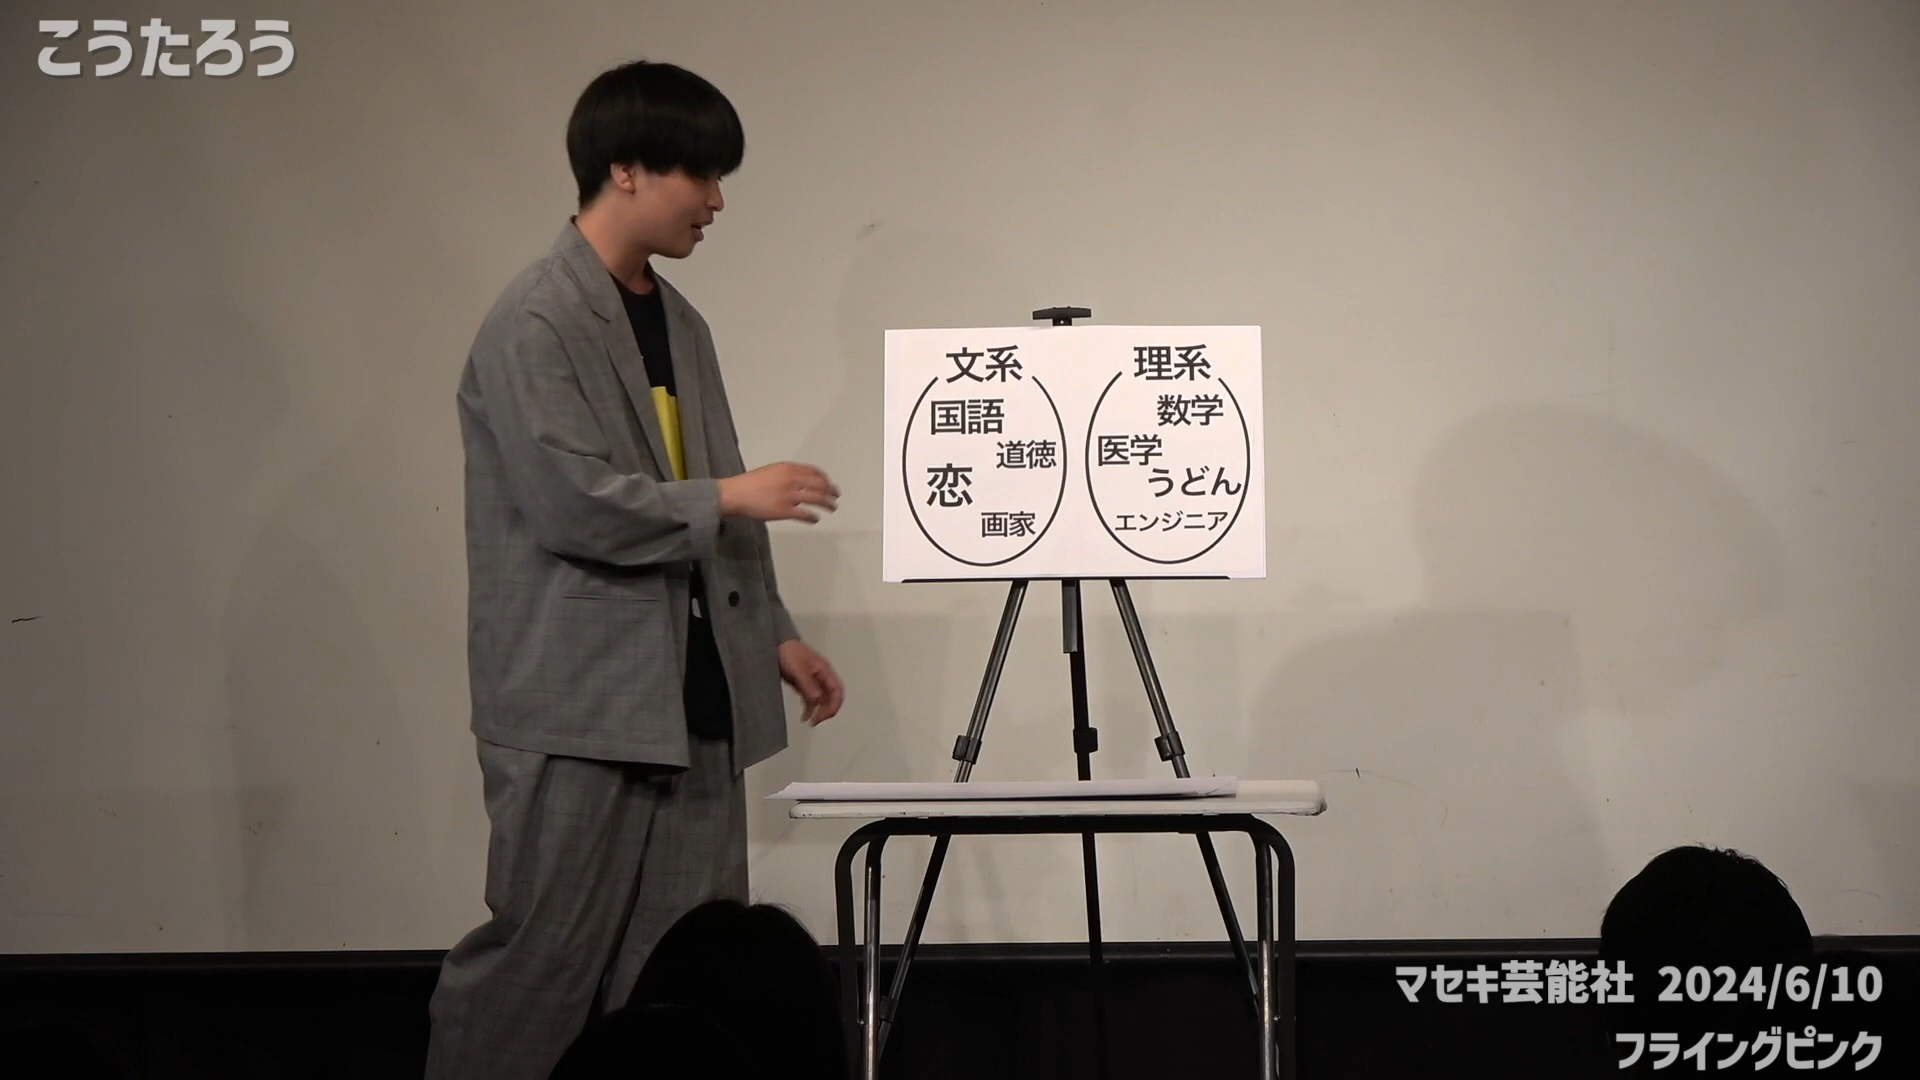 こうたろう
文系
国語
道徳
恋
画家
理系
数学
医学
うどん
エンジニア
マセキ芸能社 2024/6/10
フライングピンク